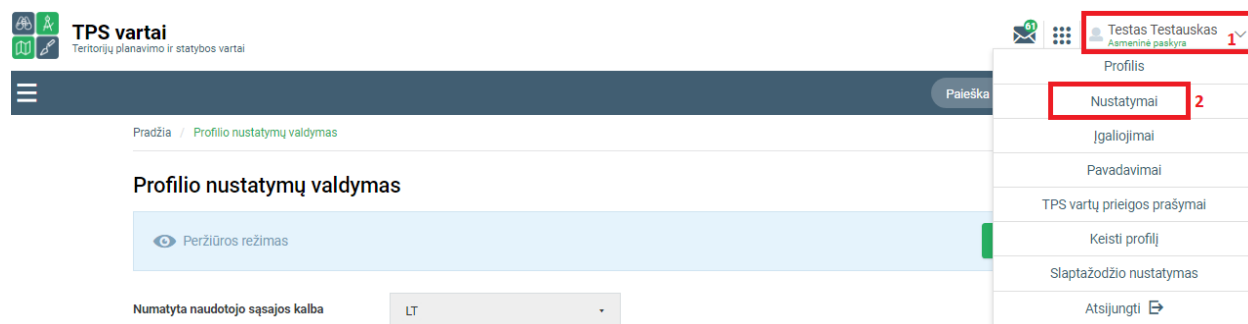 TPS vartai
Teritorijų planavimo ir statybos vartai
61
Testas Testauskas
Asmeninė paskyra
1
Profilis
Paieška
Nustatymai
2
Pradžia / Profilio nustatymų valdymas
Įgaliojimai
Pavadavimai
Profilio nustatymų valdymas
TPS vartų prieigos prašymai
Peržiūros režimas
Keisti profilį
Slaptažodžio nustatymas
Numatyta naudotojo sąsajos kalba
LT
Atsijungti